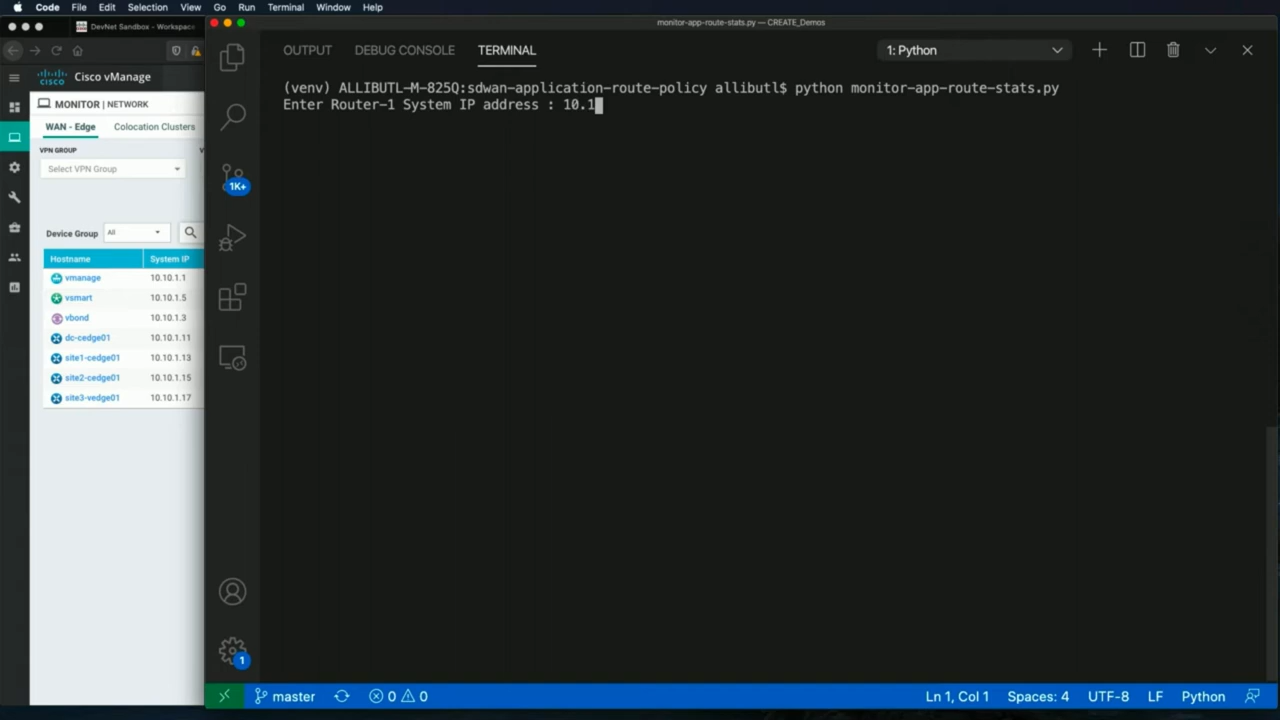 Code File Edit Selection View Go Run Terminal Window Help
DevNet Sandbox - Workspace
monitor-app-route-stats.py — CREATE_Demos
cisco Cisco vManage
MONITOR | NETWORK
WAN - Edge Colocation Clusters
VPN GROUP V
Select VPN Group
Device Group All
Hostname System IP
vmanage 10.10.1.1
vsmart 10.10.1.5
vbond 10.10.1.3
dc-cedge01 10.10.1.11
site1-cedge01 10.10.1.13
site2-cedge01 10.10.1.15
site3-vedge01 10.10.1.17
OUTPUT DEBUG CONSOLE TERMINAL 1: Python
(venv) ALLIBUTL-M-825Q:sdwan-application-route-policy allibutl$ python monitor-app-route-stats.py
Enter Router-1 System IP address : 10.1
1K+
1
master 0 0 Ln 1, Col 1 Spaces: 4 UTF-8 LF Python